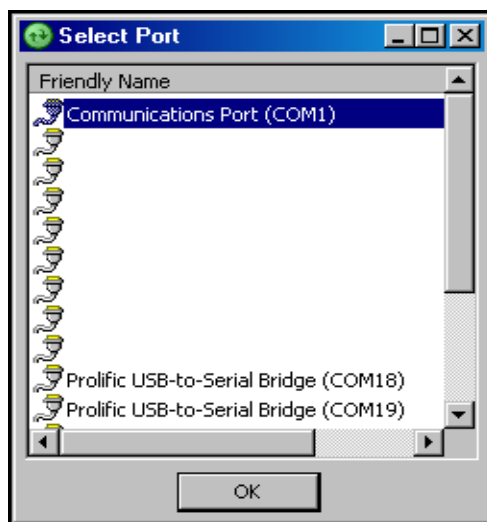 Select Port
Friendly Name
Communications Port (COM1)
Prolific USB-to-Serial Bridge (COM18)
Prolific USB-to-Serial Bridge (COM19)
OK